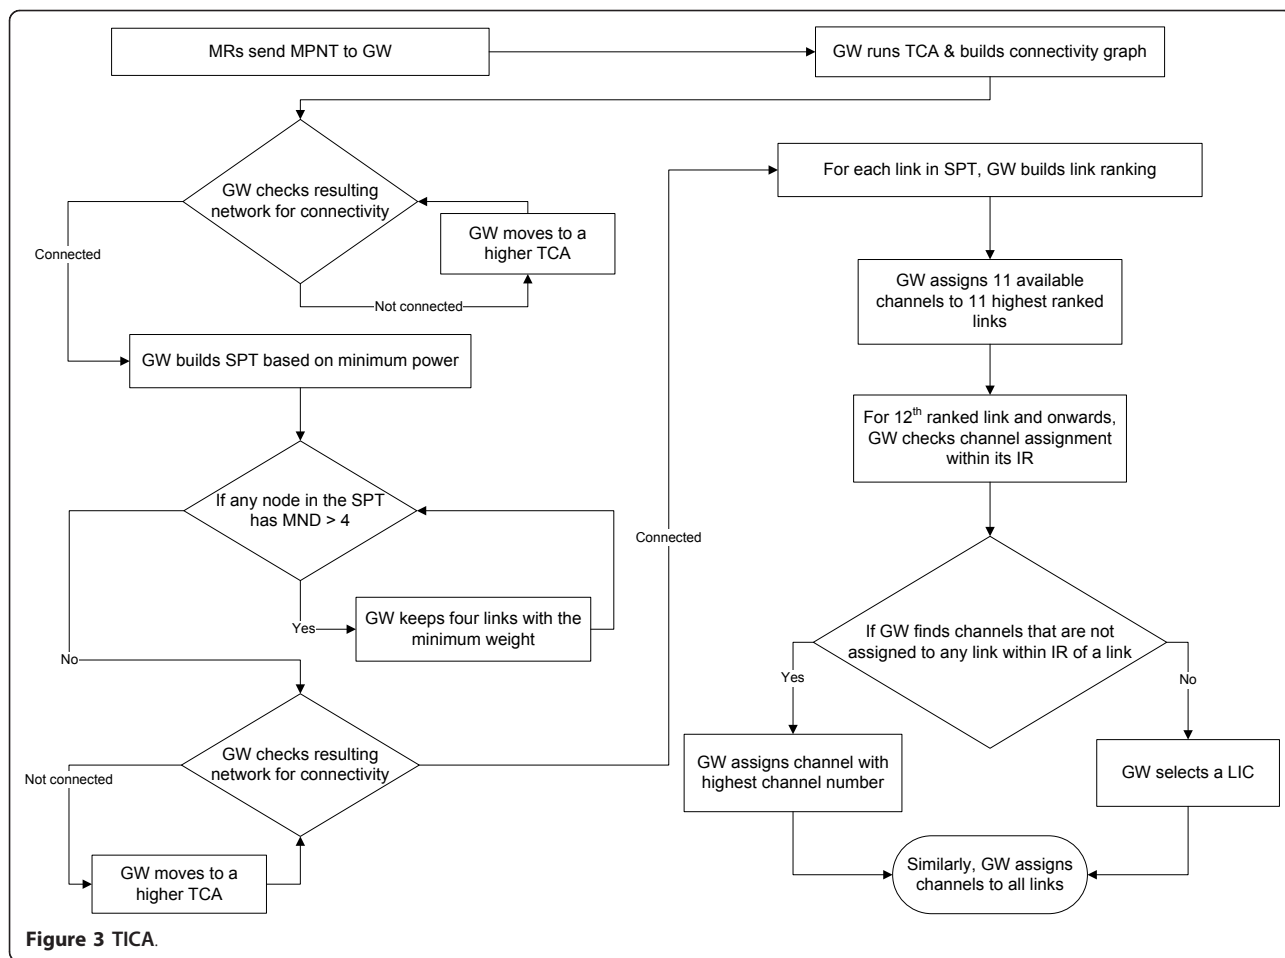 MRs send MPNT to GW
GW runs TCA & builds connectivity graph
GW checks resulting
network for connectivity
GW moves to a
higher TCA
Connected
Not connected
GW builds SPT based on minimum power
If any node in the SPT
has MND > 4
Yes
GW keeps four links with the
minimum weight
No
GW checks resulting
network for connectivity
Not connected
GW moves to a
higher TCA
Connected
For each link in SPT, GW builds link ranking
GW assigns 11 available
channels to 11 highest ranked
links
For 12th ranked link and onwards,
GW checks channel assignment
within its IR
If GW finds channels that are not
assigned to any link within IR of a link
Yes
No
GW assigns channel with
highest channel number
GW selects a LIC
Similarly, GW assigns
channels to all links
Figure 3 TICA.